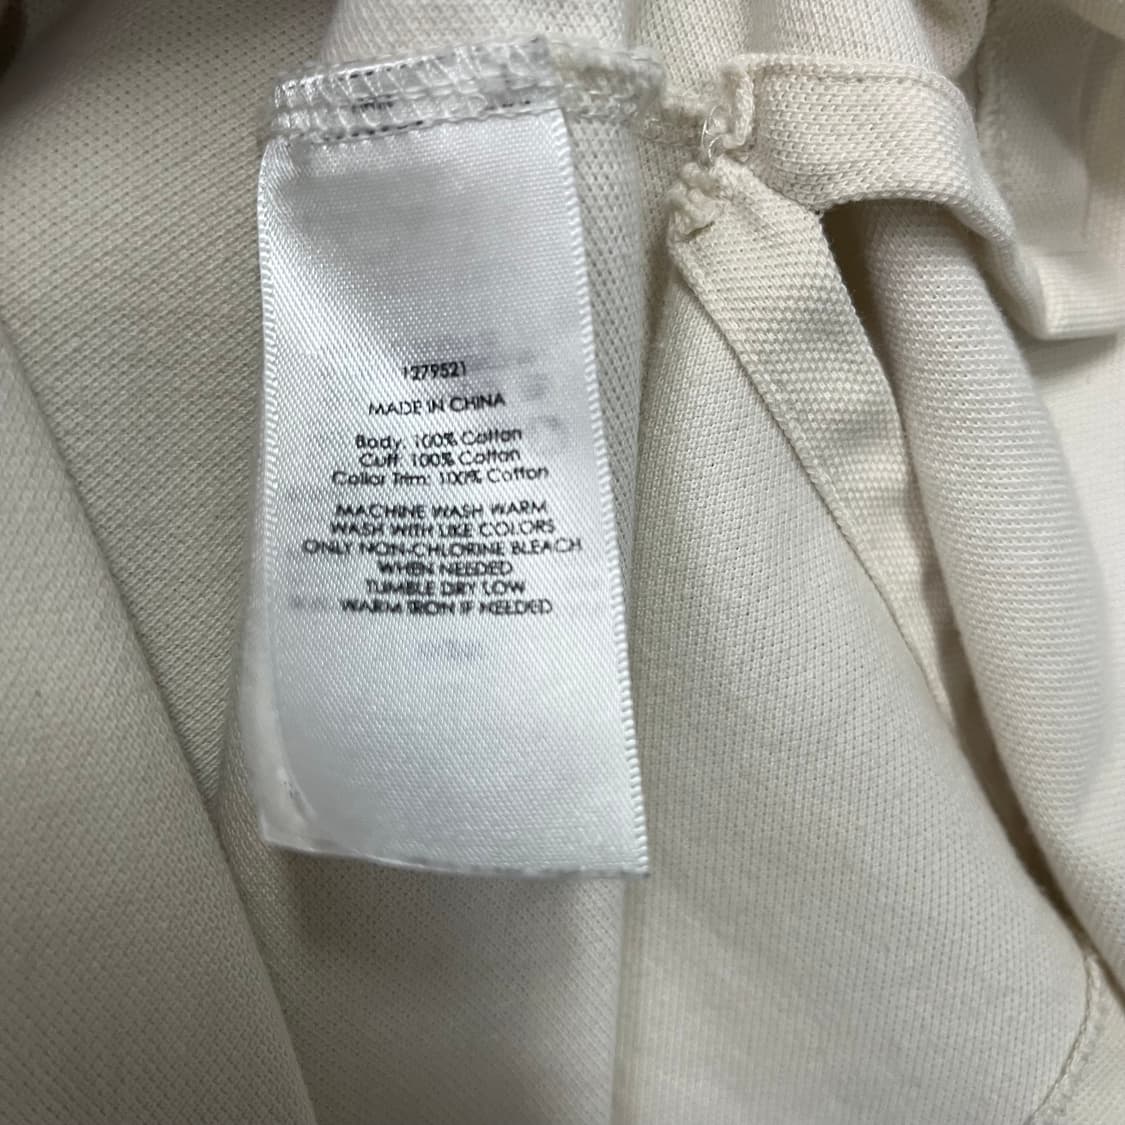 279521
MADE IN CHINA
Body: 100% Cotton
Cuff: 100% Cotton
Collar Trim: 100% Cotton
MACHINE WASH WARM
WASH WITH LIKE COLORS
ONLY NON-CHLORINE BLEACH
WHEN NEEDED
TUMBLE DRY LOW
WARM IRON IF NEEDED